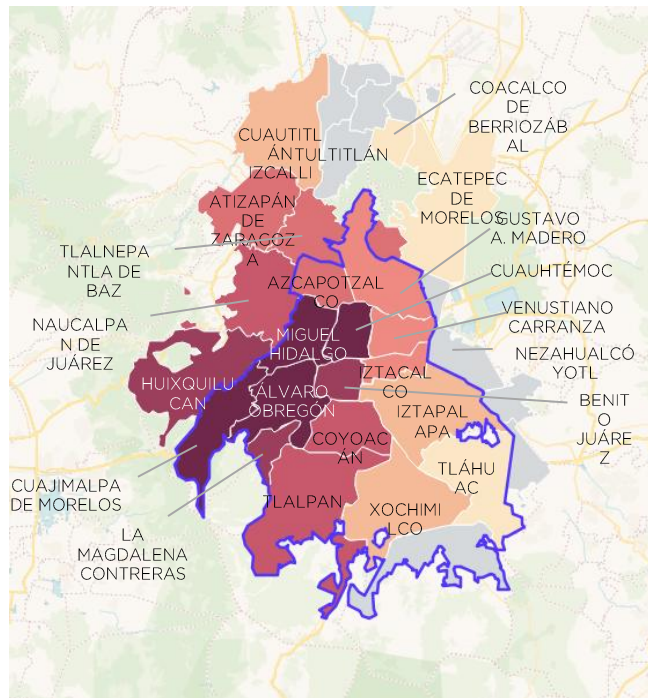 COACALCO
DE
BERRIOZÁB
AL
CUAUTITL
ÁN
IZCALLI
TULTITLÁN
ECATEPEC
DE
MORELOS
ATIZAPÁN
DE
ZARAGOZ
A
GUSTAVO
A. MADERO
TLALNEPA
NTLA DE
BAZ
AZCAPOTZAL
CO
CUAUHTÉMOC
NAUCALPA
N DE
JUÁREZ
MIGUEL
HIDALGO
VENUSTIANO
CARRANZA
NEZAHUALCÓ
YOTL
HUIXQUILU
CAN
ÁLVARO
OBREGÓN
IZTACAL
CO
IZTAPAL
APA
BENIT
O
JUÁRE
Z
COYOAC
ÁN
TLÁHU
AC
CUAJIMALPA
DE MORELOS
TLALPAN
XOCHIMI
LCO
LA
MAGDALENA
CONTRERAS